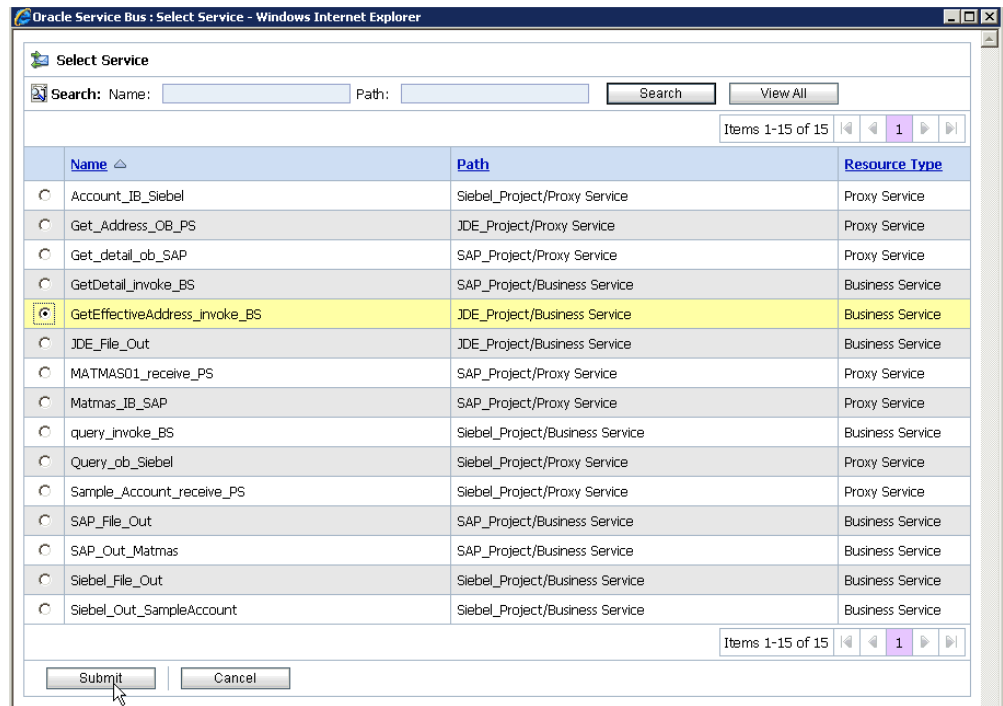 Oracle Service Bus : Select Service - Windows Internet Explorer
Select Service
Search: Name: Path: Search View All
Items 1-15 of 15 1
Name Path Resource Type
Account_IB_Siebel Siebel_Project/Proxy Service Proxy Service
Get_Address_OB_PS JDE_Project/Proxy Service Proxy Service
Get_detail_ob_SAP SAP_Project/Proxy Service Proxy Service
GetDetail_invoke_BS SAP_Project/Business Service Business Service
GetEffectiveAddress_invoke_BS JDE_Project/Business Service Business Service
JDE_File_Out JDE_Project/Business Service Business Service
MATMAS01_receive_PS SAP_Project/Proxy Service Proxy Service
Matmas_IB_SAP SAP_Project/Proxy Service Proxy Service
query_invoke_BS Siebel_Project/Business Service Business Service
Query_ob_Siebel Siebel_Project/Proxy Service Proxy Service
Sample_Account_receive_PS Siebel_Project/Proxy Service Proxy Service
SAP_File_Out SAP_Project/Business Service Business Service
SAP_Out_Matmas SAP_Project/Business Service Business Service
Siebel_File_Out Siebel_Project/Business Service Business Service
Siebel_Out_SampleAccount Siebel_Project/Business Service Business Service
Items 1-15 of 15 1
Submit Cancel